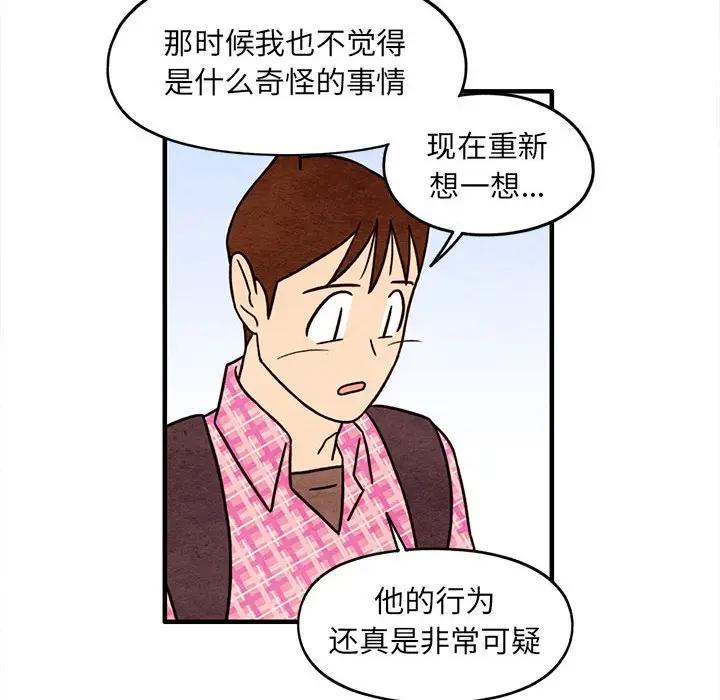 那时候我也不觉得
是什么奇怪的事情
现在重新
想一想...
他的行为
还真是非常可疑